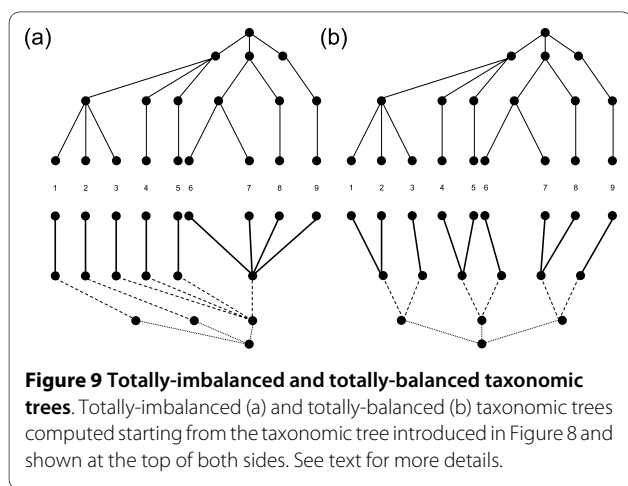 (a) (b)
1 2 3 4 5 6 7 8 9 1 2 3 4 5 6 7 8 9
Figure 9 Totally-imbalanced and totally-balanced taxonomic
trees. Totally-imbalanced (a) and totally-balanced (b) taxonomic trees
computed starting from the taxonomic tree introduced in Figure 8 and
shown at the top of both sides. See text for more details.